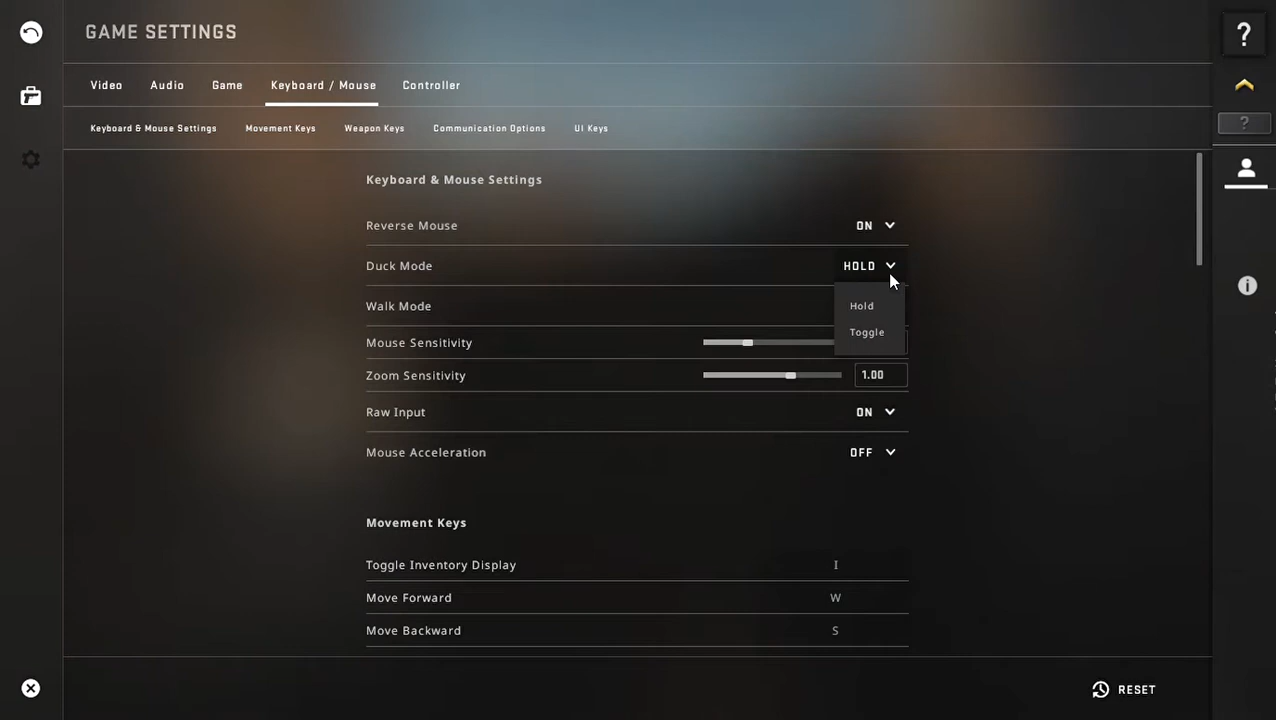 GAME SETTINGS
?
Video Audio Game Keyboard / Mouse Controller
Keyboard & Mouse Settings Movement Keys Weapon Keys Communication Options UI Keys
?
Keyboard & Mouse Settings
Reverse Mouse ON
Duck Mode HOLD
Hold
Toggle
Walk Mode
Mouse Sensitivity
Zoom Sensitivity 1.00
Raw Input ON
Mouse Acceleration OFF
Movement Keys
Toggle Inventory Display I
Move Forward W
Move Backward S
RESET